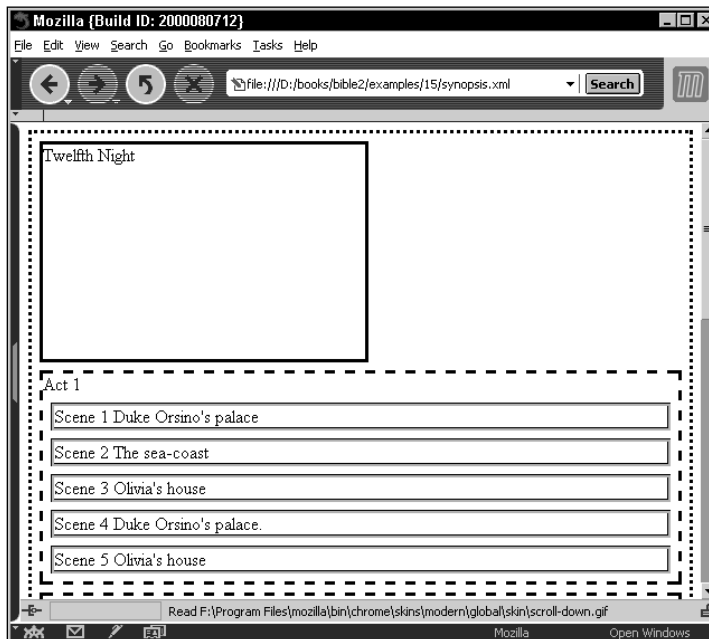 Mozilla {Build ID: 2000080712}
File Edit View Search Go Bookmarks Tasks Help
file:///D:/books/bible2/examples/15/synopsis.xml Search
Twelfth Night
Act 1
Scene 1 Duke Orsino's palace
Scene 2 The sea-coast
Scene 3 Olivia's house
Scene 4 Duke Orsino's palace.
Scene 5 Olivia's house
Read F:\Program Files\mozilla\bin\chrome\skins\modern\global\skin\scroll-down.gif
Mozilla Open Windows